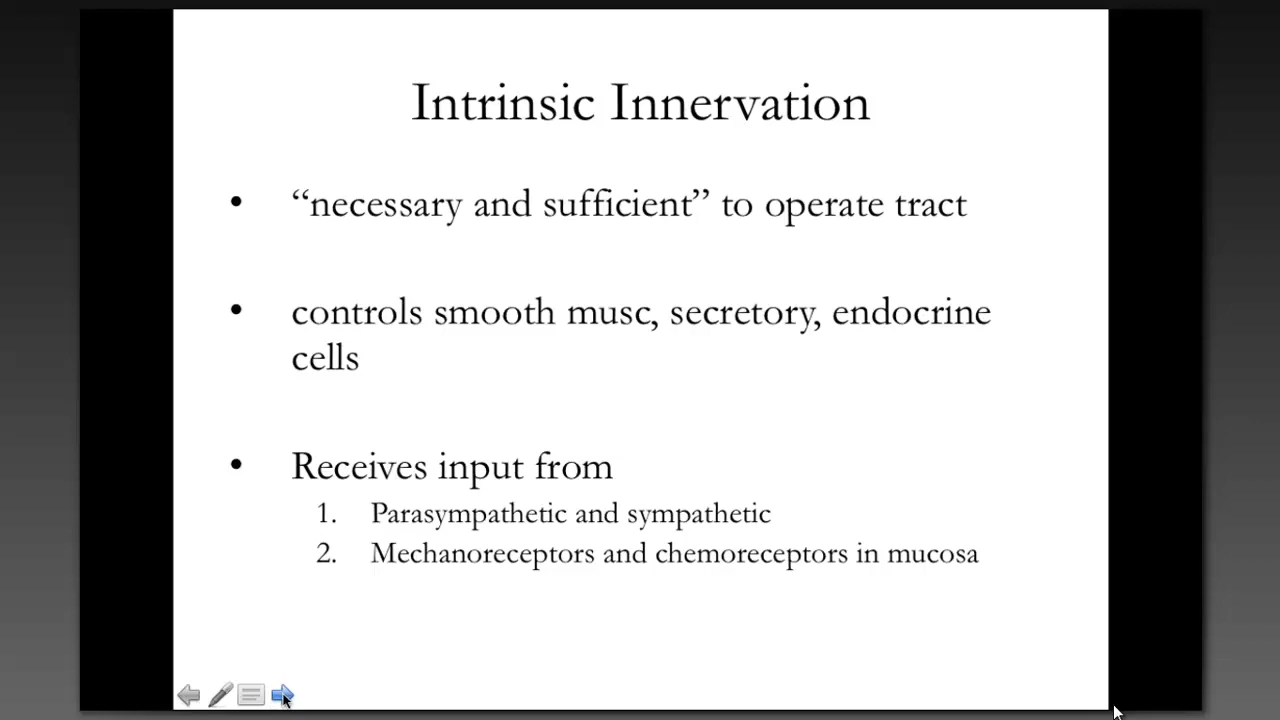 Intrinsic Innervation
• “necessary and sufficient” to operate tract
• controls smooth musc, secretory, endocrine
cells
• Receives input from
1. Parasympathetic and sympathetic
2. Mechanoreceptors and chemoreceptors in mucosa